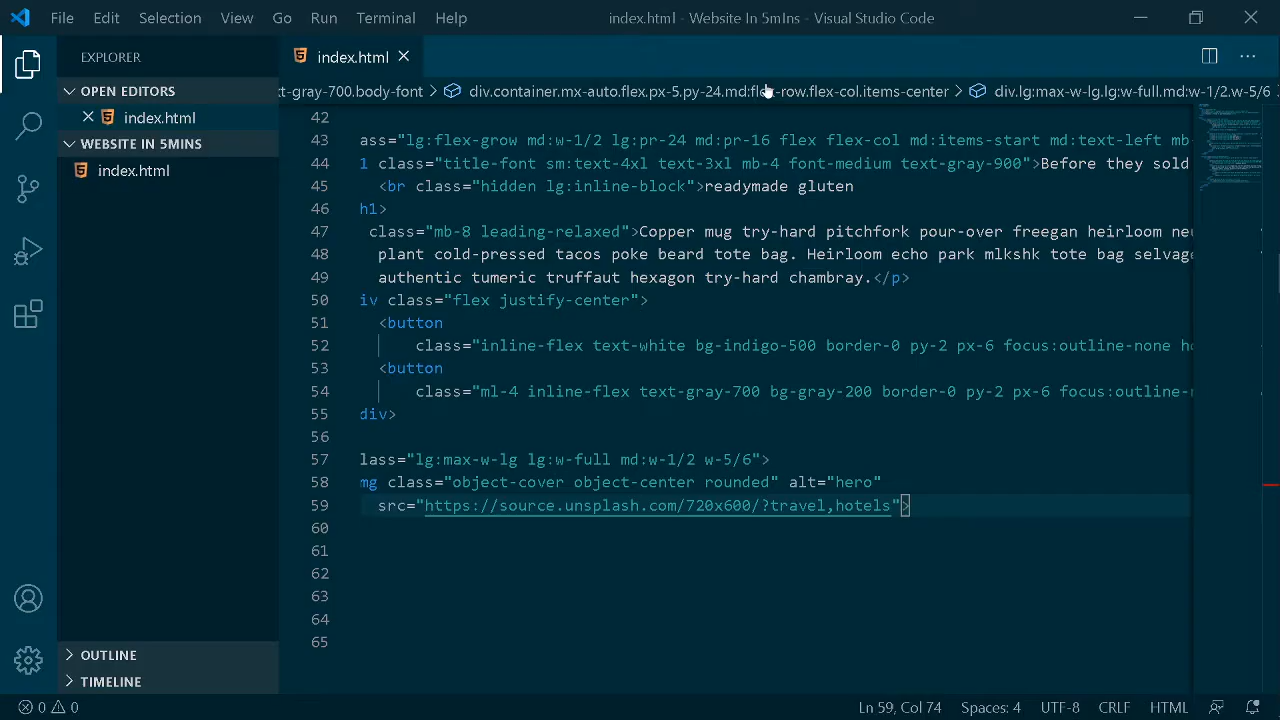 File Edit Selection View Go Run Terminal Help
index.html - Website In 5mIns - Visual Studio Code
EXPLORER
OPEN EDITORS
index.html
WEBSITE IN 5MINS
index.html
OUTLINE
TIMELINE
index.html
xt-gray-700.body-font > div.container.mx-auto.flex.px-5.py-24.md:flex-row.flex-col.items-center > div.lg:max-w-lg.lg:w-full.md:w-1/2.w-5/6 >
42
43 ass="lg:flex-grow md:w-1/2 lg:pr-24 md:pr-16 flex flex-col md:items-start md:text-left mb-
44 1 class="title-font sm:text-4xl text-3xl mb-4 font-medium text-gray-900">Before they sold
45 <br class="hidden lg:inline-block">readymade gluten
46 h1>
47 class="mb-8 leading-relaxed">Copper mug try-hard pitchfork pour-over freegan heirloom neu
48 plant cold-pressed tacos poke beard tote bag. Heirloom echo park mlkshk tote bag selvage
49 authentic tumeric truffaut hexagon try-hard chambray.</p>
50 iv class="flex justify-center">
51 <button
52 class="inline-flex text-white bg-indigo-500 border-0 py-2 px-6 focus:outline-none ho
53 <button
54 class="ml-4 inline-flex text-gray-700 bg-gray-200 border-0 py-2 px-6 focus:outline-n
55 div>
56
57 lass="lg:max-w-lg lg:w-full md:w-1/2 w-5/6">
58 mg class="object-cover object-center rounded" alt="hero"
59 src="https://source.unsplash.com/720x600/?travel,hotels">
60
61
62
63
64
65
0 0 Ln 59, Col 74 Spaces: 4 UTF-8 CRLF HTML